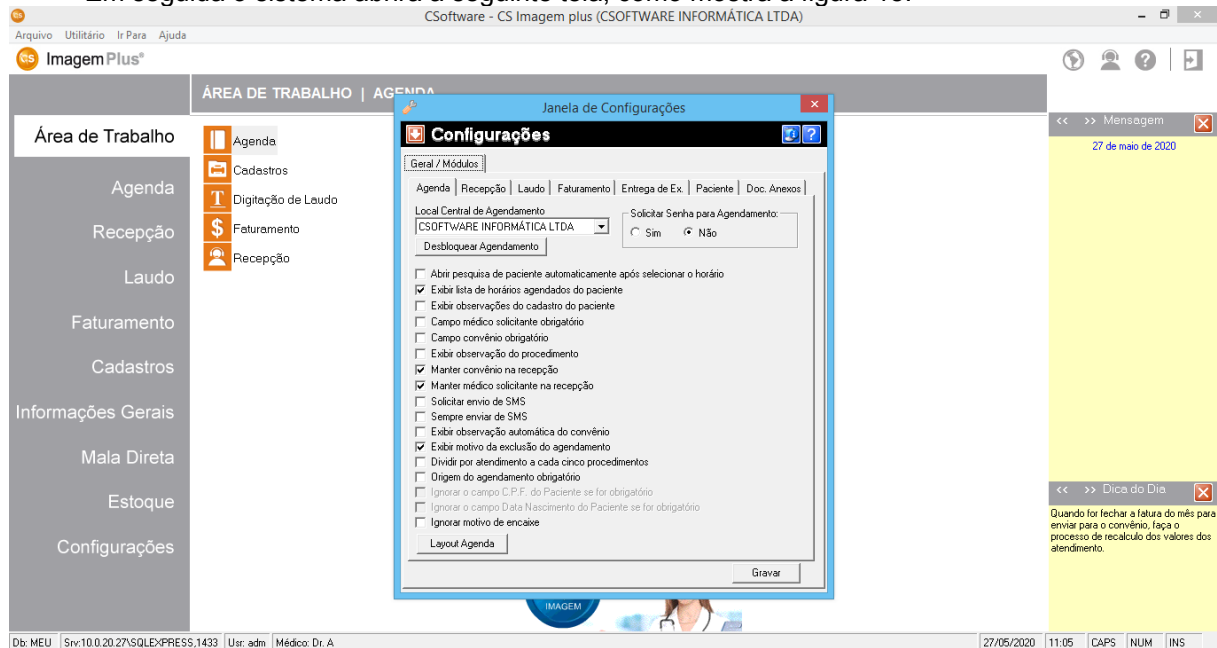 Em seguida o sistema abrirá a seguinte tela, como mostra a figura
CSoftware - CS Imagem plus (CSOFTWARE INFORMÁTICA LTDA)
Arquivo Utilitário Ir Para Ajuda
cs ImagemPlus®
ÁREA DE TRABALHO | AGENDA
Área de Trabalho
Agenda
Recepção
Laudo
Faturamento
Cadastros
Informações Gerais
Mala Direta
Estoque
Configurações
Agenda
Cadastros
Digitação de Laudo
Faturamento
Recepção
Janela de Configurações
Configurações
Geral / Módulos
Agenda Recepção Laudo Faturamento Entrega de Ex. Paciente Doc. Anexos
Local Central de Agendamento
CSOFTWARE INFORMÁTICA LTDA
Desbloquear Agendamento
Solicitar Senha para Agendamento:
Sim Não
Abrir pesquisa de paciente automaticamente após selecionar o horário
Exibir lista de horários agendados do paciente
Exibir observações do cadastro do paciente
Campo médico solicitante obrigatório
Campo convênio obrigatório
Exibir observação do procedimento
Manter convênio na recepção
Manter médico solicitante na recepção
Solicitar envio de SMS
Sempre enviar de SMS
Exibir observação automática do convênio
Exibir motivo da exclusão do agendamento
Dividir por atendimento a cada cinco procedimentos
Origem do agendamento obrigatório
Ignorar o campo C.P.F. do Paciente se for obrigatório
Ignorar o campo Data Nascimento do Paciente se for obrigatório
Ignorar motivo de encaixe
Layout Agenda
Gravar
IMAGEM
<< >> Mensagem
27 de maio de 2020
<< >> Dica do Dia
Quando for fechar a fatura do mês para
enviar para o convênio, faça o
processo de recalculo dos valores dos
atendimento.
Db: MEU Srv:10.0.20.27\SQLEXPRESS,1433 Usr: adm Médico: Dr. A 27/05/2020 11:05 CAPS NUM INS